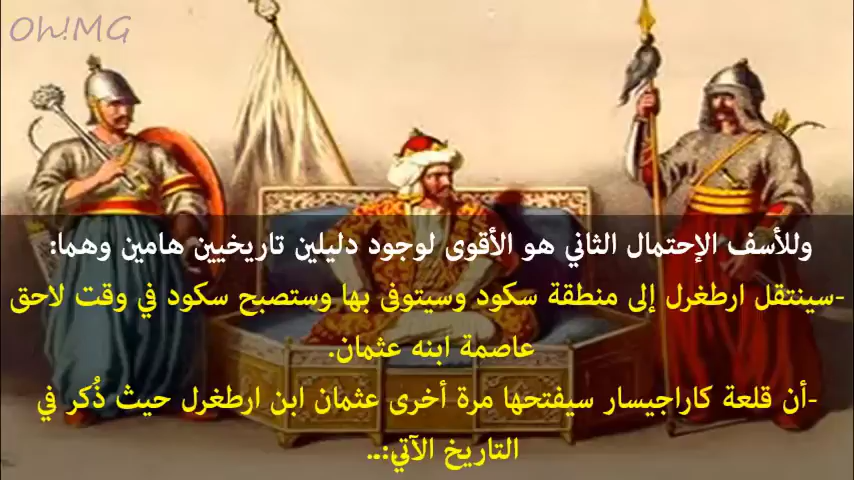 Oh!MG
وللأسف الإحتمال الثاني هو الأقوى لوجود دليلين تاريخيين هامين وهما:
-سينتقل ارطغرل إلى منطقة سكود وسيتوفى بها وستصبح سكود في وقت لاحق
عاصمة ابنه عثمان.
-أن قلعة كاراجيسار سيفتحها مرة أخرى عثمان ابن ارطغرل حيث ذُكر في
التاريخ الآتي:..